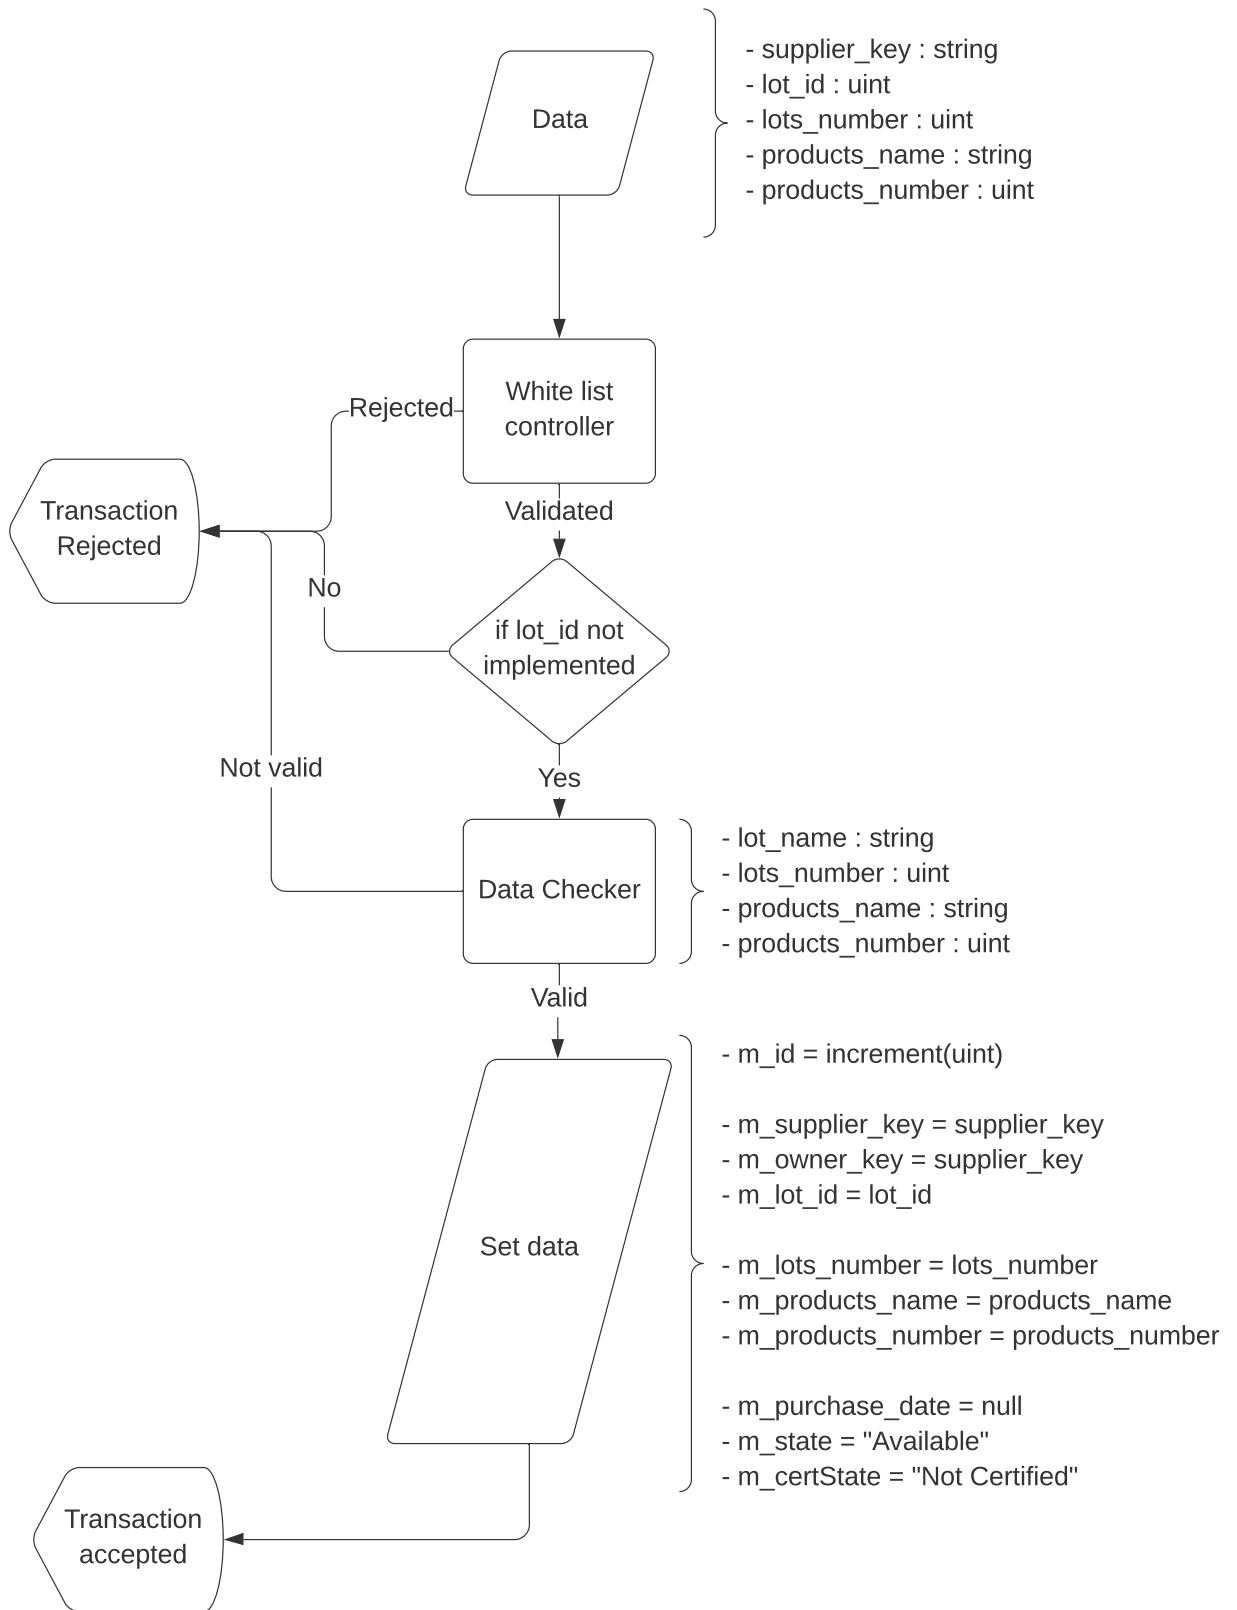 Data
- supplier_key : string
- lot_id : uint
- lots_number : uint
- products_name : string
- products_number : uint
White list
controller
Rejected
Transaction
Rejected
Validated
No
if lot_id not
implemented
Not valid
Yes
Data Checker
- lot_name : string
- lots_number : uint
- products_name : string
- products_number : uint
Valid
Set data
- m_id = increment(uint)
- m_supplier_key = supplier_key
- m_owner_key = supplier_key
- m_lot_id = lot_id
- m_lots_number = lots_number
- m_products_name = products_name
- m_products_number = products_number
- m_purchase_date = null
- m_state = "Available"
- m_certState = "Not Certified"
Transaction
accepted